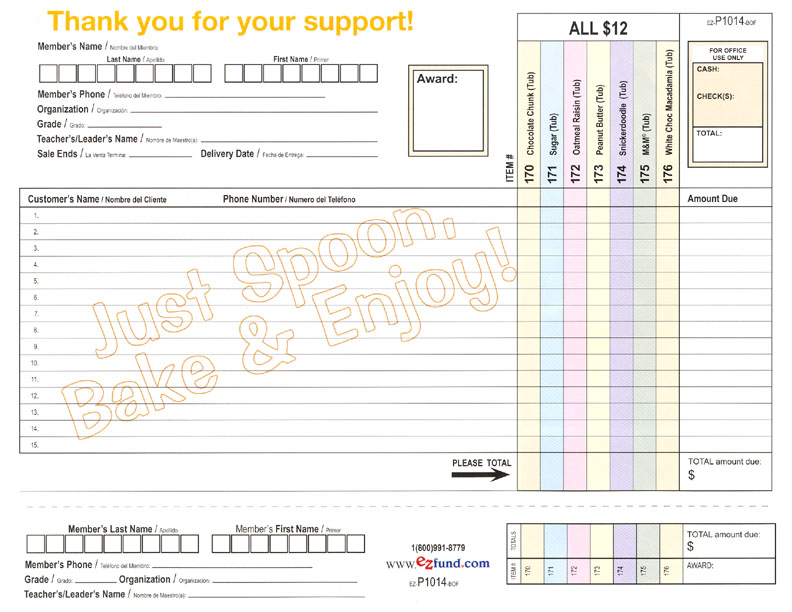 Thank you for your support!
Member's Name / Nombre del Miembro
Last Name / Apellido
First Name / Primer
Member's Phone / Teléfono del Miembro:
Organization / Organización:
Grade / Grado:
Teacher's/Leader's Name / Nombre de Maestro(a):
Sale Ends / La Venta Termina:
Delivery Date / Fecha de Entrega:
Award:
ALL $12
ITEM #
170 Chocolate Chunk (Tub)
171 Sugar (Tub)
172 Oatmeal Raisin (Tub)
173 Peanut Butter (Tub)
174 Snickerdoodle (Tub)
175 M&M® (Tub)
176 White Choc Macadamia (Tub)
EZ-P1014-BOF
FOR OFFICE
USE ONLY
CASH:
CHECK(S):
TOTAL:
Customer's Name / Nombre del Cliente
Phone Number / Numero del Teléfono
Amount Due
1.
2.
3.
4.
5.
6.
7.
8.
9.
10.
11.
12.
13.
14.
15.
Just Spoon,
Bake & Enjoy!
PLEASE TOTAL
TOTAL amount due:
$
Member's Last Name / Apellido
Member's First Name / Primer
Member's Phone / Teléfono del Miembro:
Grade / Grado:
Organization / Organización:
Teacher's/Leader's Name / Nombre de Maestro(a):
1(800)991-8779
www.ezfund.com
EZ-P1014-BOF
TOTALS
ITEM #
170
171
172
173
174
175
176
TOTAL amount due:
$
AWARD: